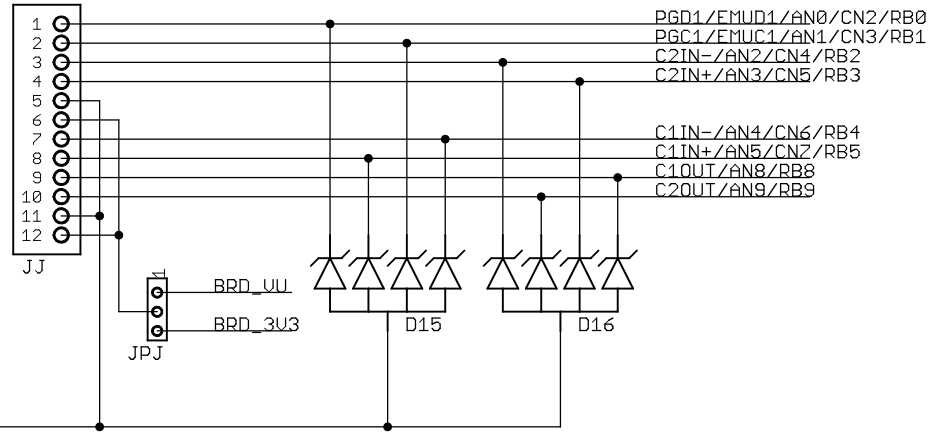 1 PGD1/EMUD1/AN0/CN2/RB0
2 PGC1/EMUC1/AN1/CN3/RB1
3 C2IN-/AN2/CN4/RB2
4 C2IN+/AN3/CN5/RB3
5
6
7 C1IN-/AN4/CN6/RB4
8 C1IN+/AN5/CN7/RB5
9 C1OUT/AN8/RB8
10 C2OUT/AN9/RB9
11
12
JJ
1
BRD_VU
BRD_3V3
JPJ
D15
D16